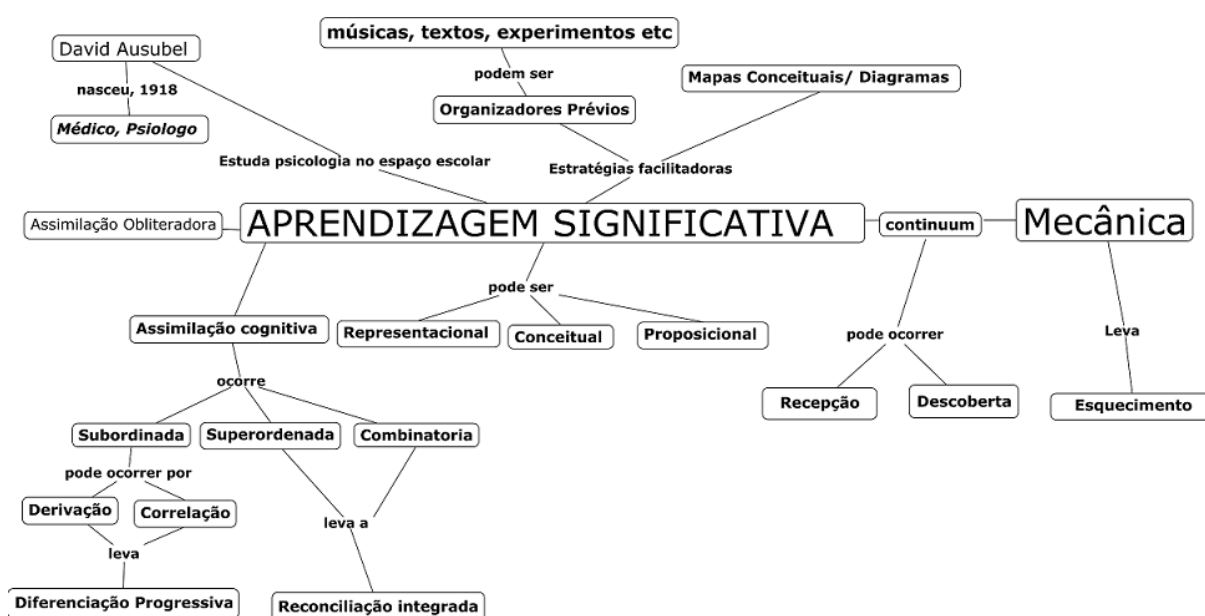 músicas, textos, experimentos etc
David Ausubel
podem ser
Mapas Conceituais/ Diagramas
nasceu, 1918
Organizadores Prévios
Médico, Psiologo
Estuda psicologia no espaço escolar
Estratégias facilitadoras
Assimilação Obliteradora
APRENDIZAGEM SIGNIFICATIVA
continuum
Mecânica
pode ser
Assimilação cognitiva
Representacional
Conceitual
Proposicional
pode ocorrer
Leva
ocorre
Recepção
Descoberta
Esquecimento
Subordinada
Superordenada
Combinatoria
pode ocorrer por
Derivação
Correlação
leva a
leva
Diferenciação Progressiva
Reconciliação integrada